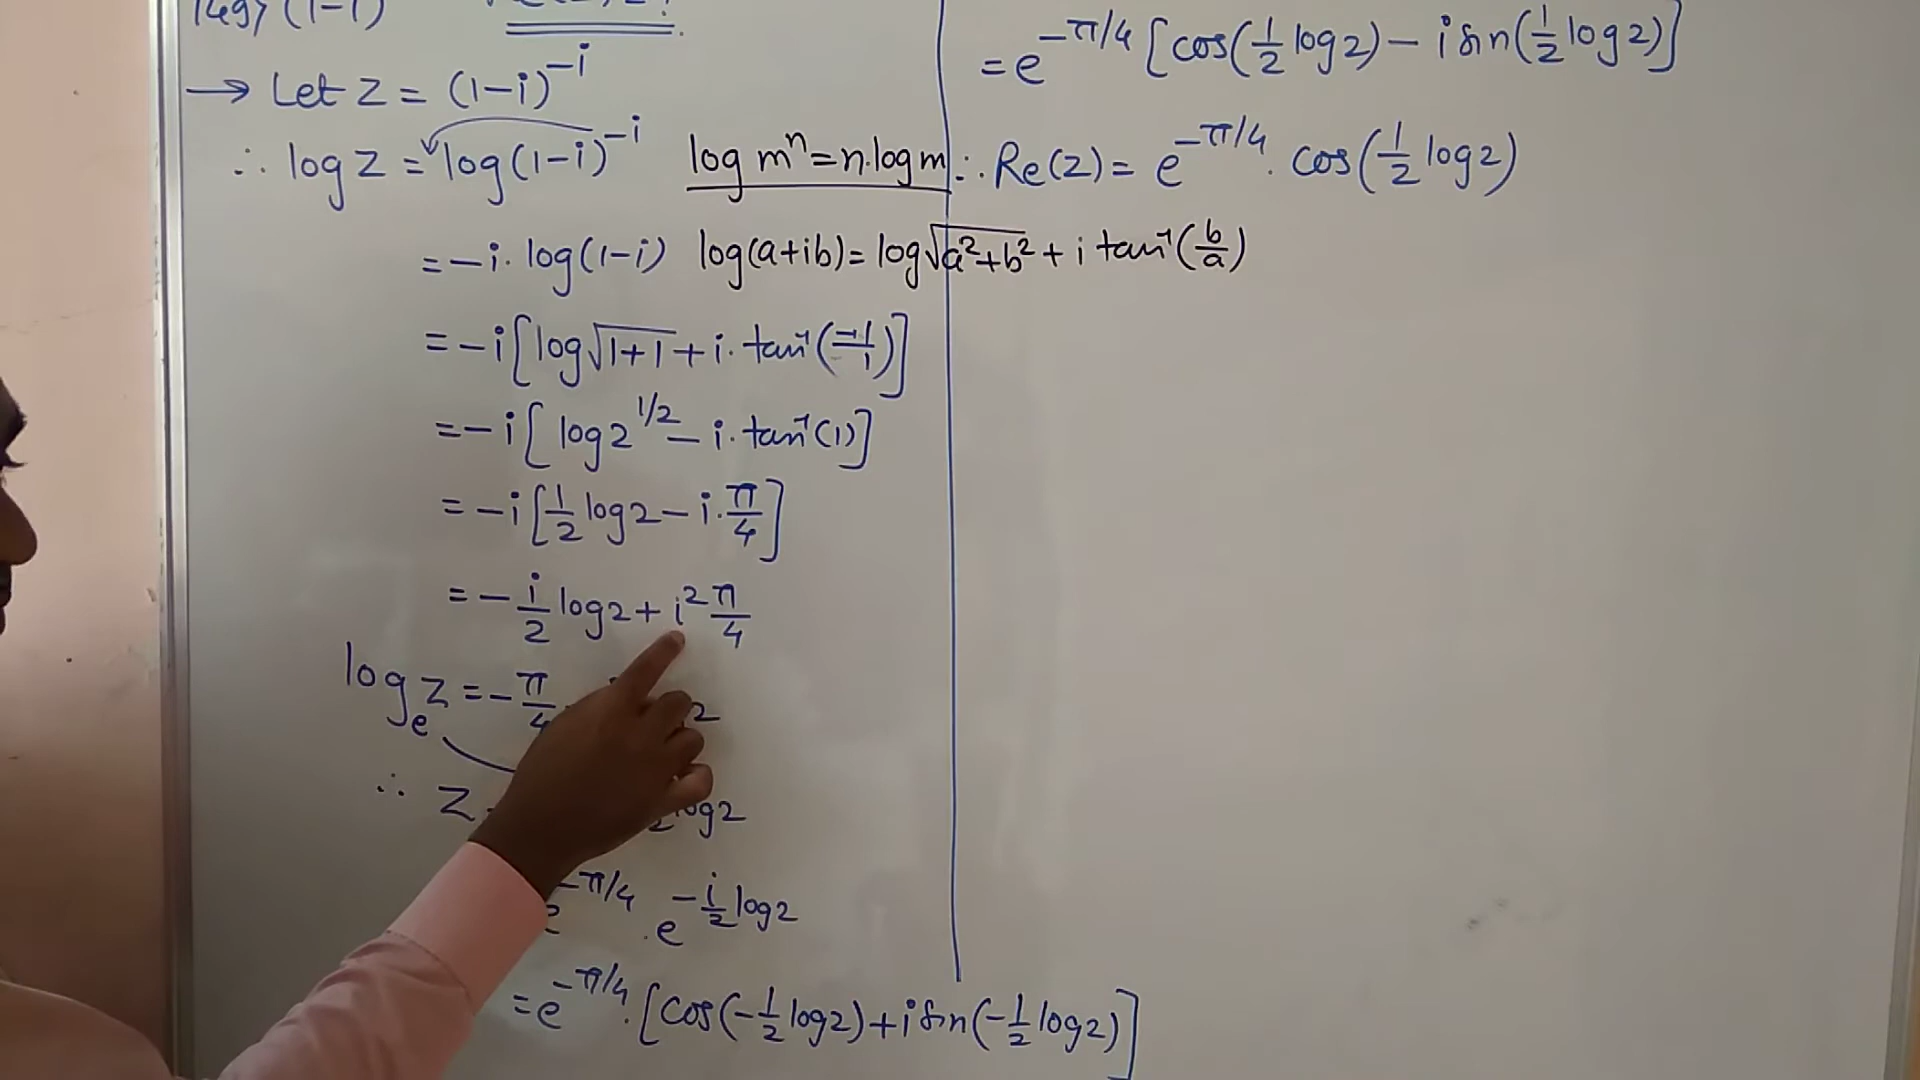 → Let z = (1-i)^{-i}
∴ log z = log(1-i)^{-i}
log m^n = n.log m
= -i. log(1-i)
log(a+ib) = log√(a²+b²) + i tan⁻¹(b/a)
= -i[log√(1+1) + i. tan⁻¹(-1/1)]
= -i[log 2^{1/2} - i. tan⁻¹(1)]
= -i[1/2 log2 - i. π/4]
= -i/2 log2 + i² π/4
log_e z = -π/4
∴ z
log2
e^{-π/4} . e^{-i/2 log2}
= e^{-π/4} . [cos(-1/2 log2) + i sin(-1/2 log2)]
= e^{-π/4} [cos(1/2 log2) - i sin(1/2 log2)]
∴ Re(z) = e^{-π/4} . cos(1/2 log2)